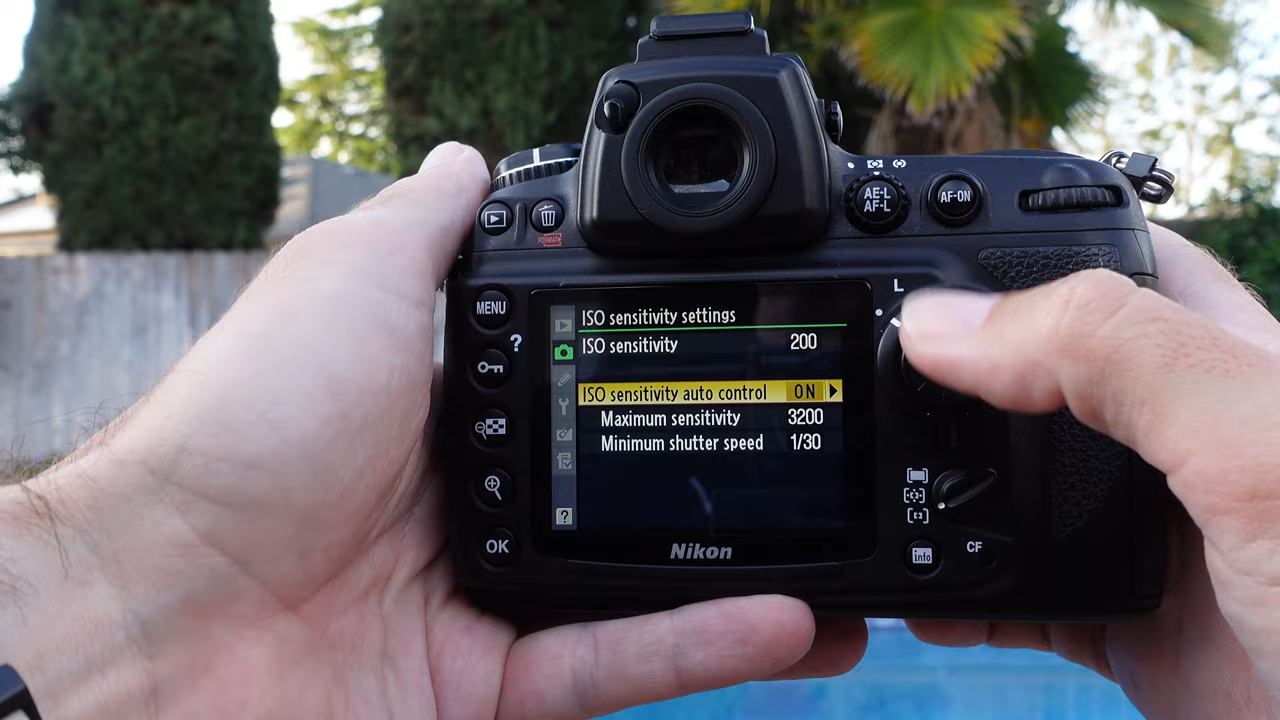 AE-L
AF-L
AF-ON
FORMAT
MENU
?
L
ISO sensitivity settings
ISO sensitivity 200
ISO sensitivity auto control ON
Maximum sensitivity 3200
Minimum shutter speed 1/30
?
OK
Nikon
info
CF